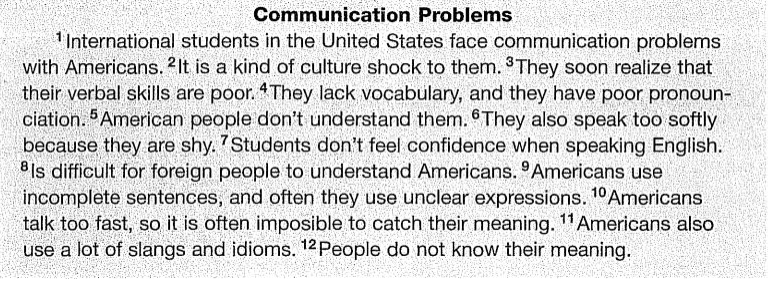 Communication Problems
¹International students in the United States face communication problems
with Americans. ²It is a kind of culture shock to them. ³They soon realize that
their verbal skills are poor. ⁴They lack vocabulary, and they have poor pronoun-
ciation. ⁵American people don't understand them. ⁶They also speak too softly
because they are shy. ⁷Students don't feel confidence when speaking English.
⁸Is difficult for foreign people to understand Americans. ⁹Americans use
incomplete sentences, and often they use unclear expressions. ¹⁰Americans
talk too fast, so it is often imposible to catch their meaning. ¹¹Americans also
use a lot of slangs and idioms. ¹²People do not know their meaning.